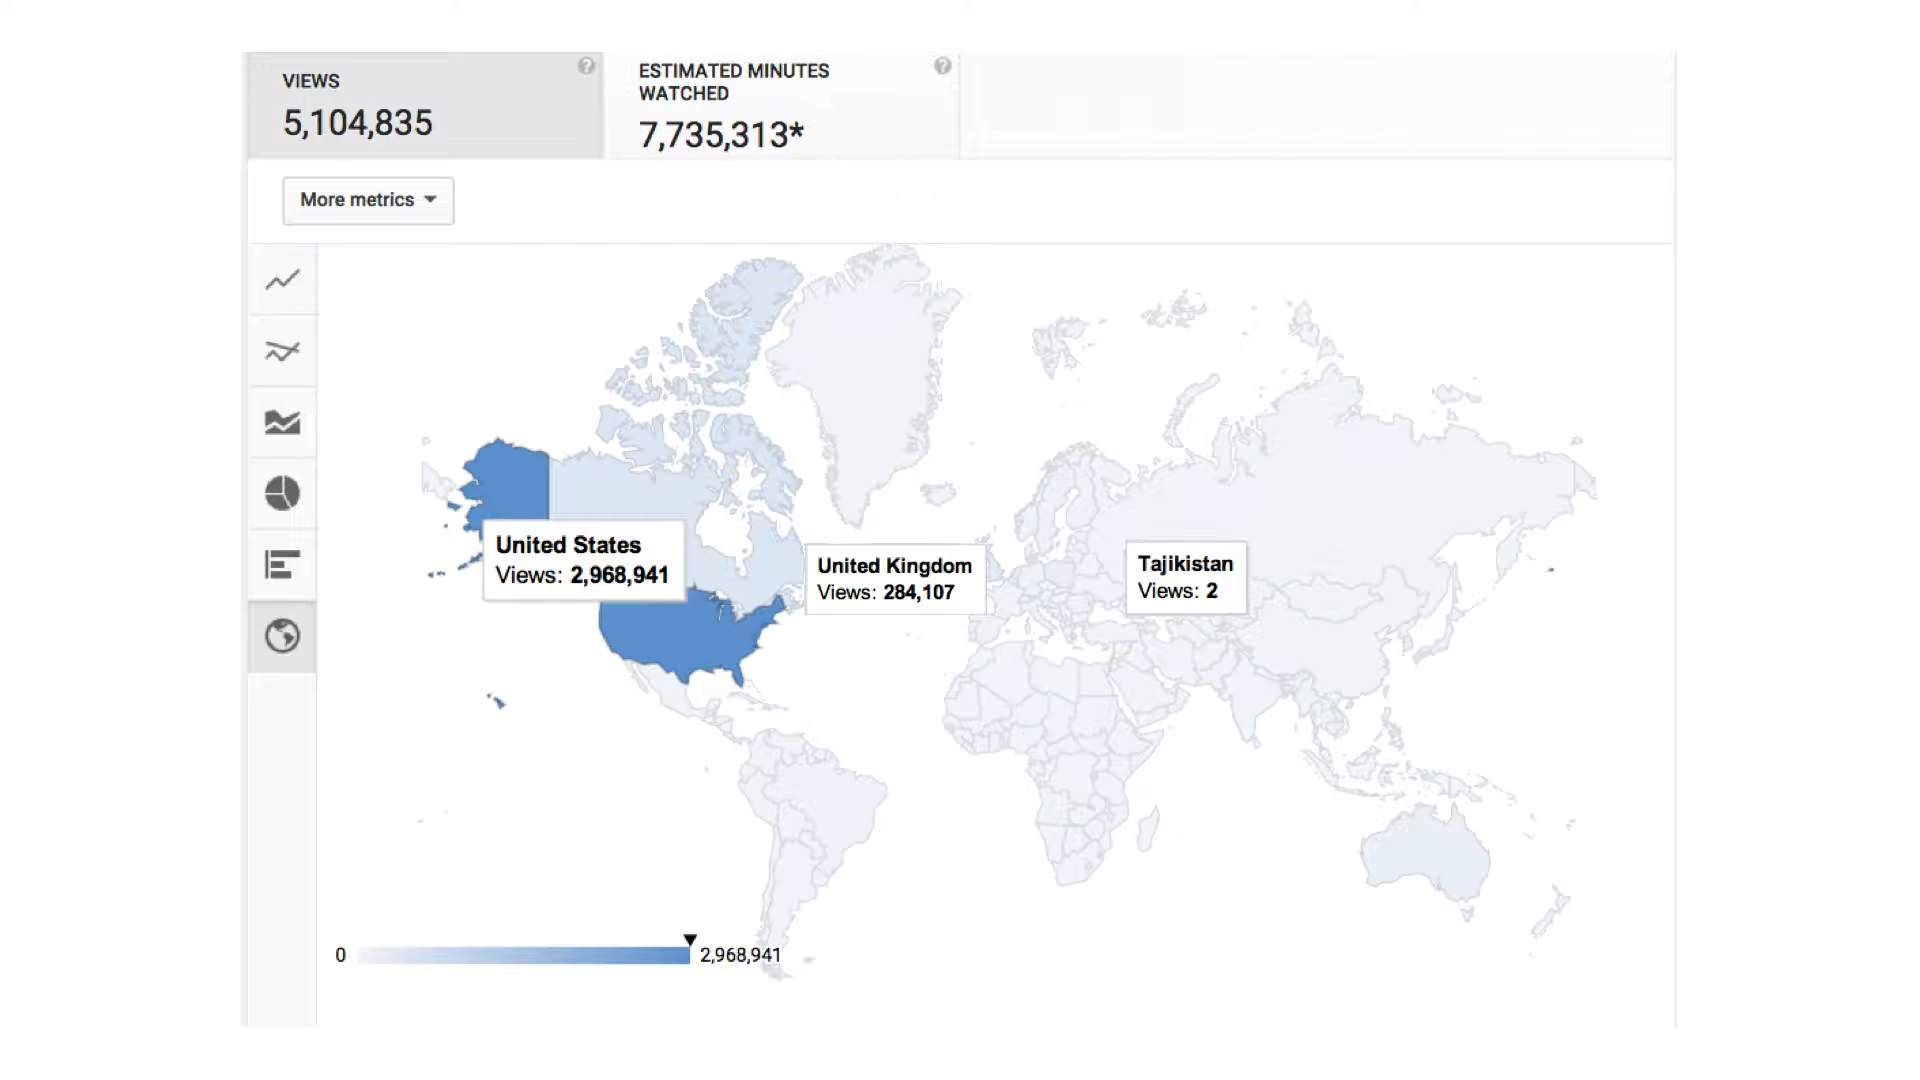 VIEWS
?
5,104,835
ESTIMATED MINUTES
WATCHED
?
7,735,313*
More metrics
United States
Views: 2,968,941
United Kingdom
Views: 284,107
Tajikistan
Views: 2
0
2,968,941